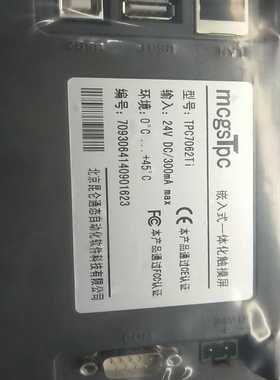 mcgsTpc 嵌入式一体化触摸屏
型号: TPC7062Ti
输入: 24V DC/300mA max
环境: 0°C...+45°C
编号: 7093064140901623
CE 本产品通过CE认证
FC 本产品通过FCC认证
北京昆仑通态自动化软件科技有限公司